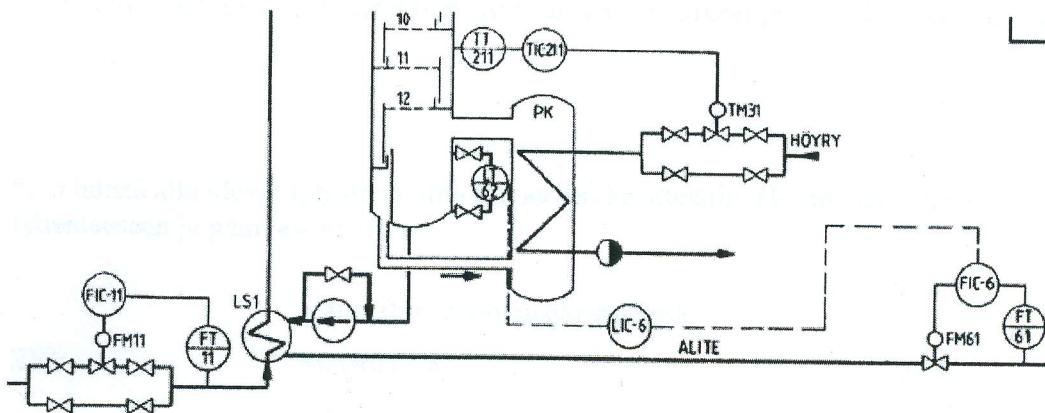 10
TT
211
TIC211
11
12
PK
TM31
HÖYRY
62
FIC-11
LS1
FIC-6
FM11
FT
11
LIC-6
FM61
FT
61
ALITE